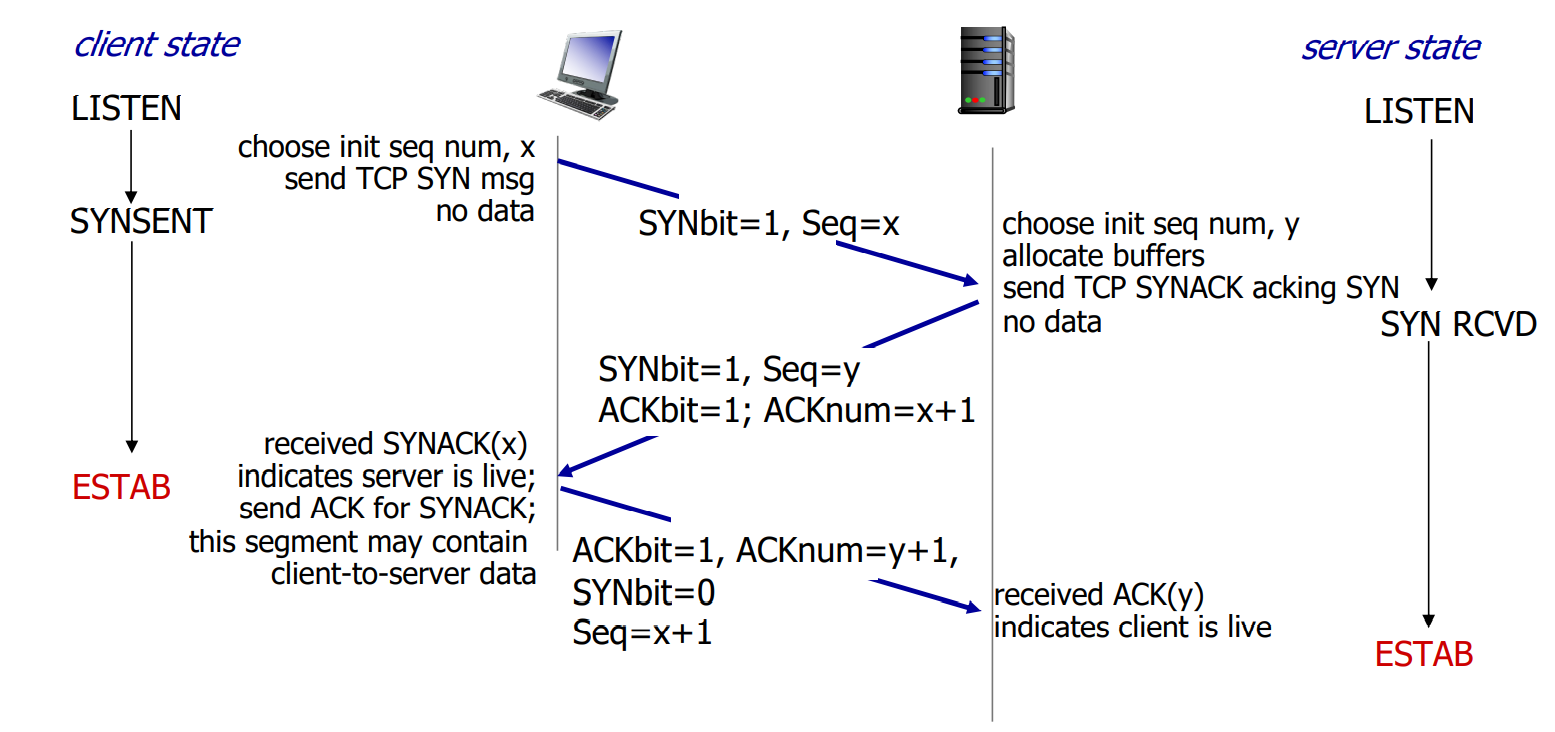 client state
server state
LISTEN
LISTEN
choose init seq num, x
send TCP SYN msg
no data
SYNSENT
SYNbit=1, Seq=x
choose init seq num, y
allocate buffers
send TCP SYNACK acking SYN
no data
SYN RCVD
SYNbit=1, Seq=y
ACKbit=1; ACKnum=x+1
received SYNACK(x)
indicates server is live;
send ACK for SYNACK;
this segment may contain
client-to-server data
ESTAB
ACKbit=1, ACKnum=y+1,
SYNbit=0
Seq=x+1
received ACK(y)
indicates client is live
ESTAB